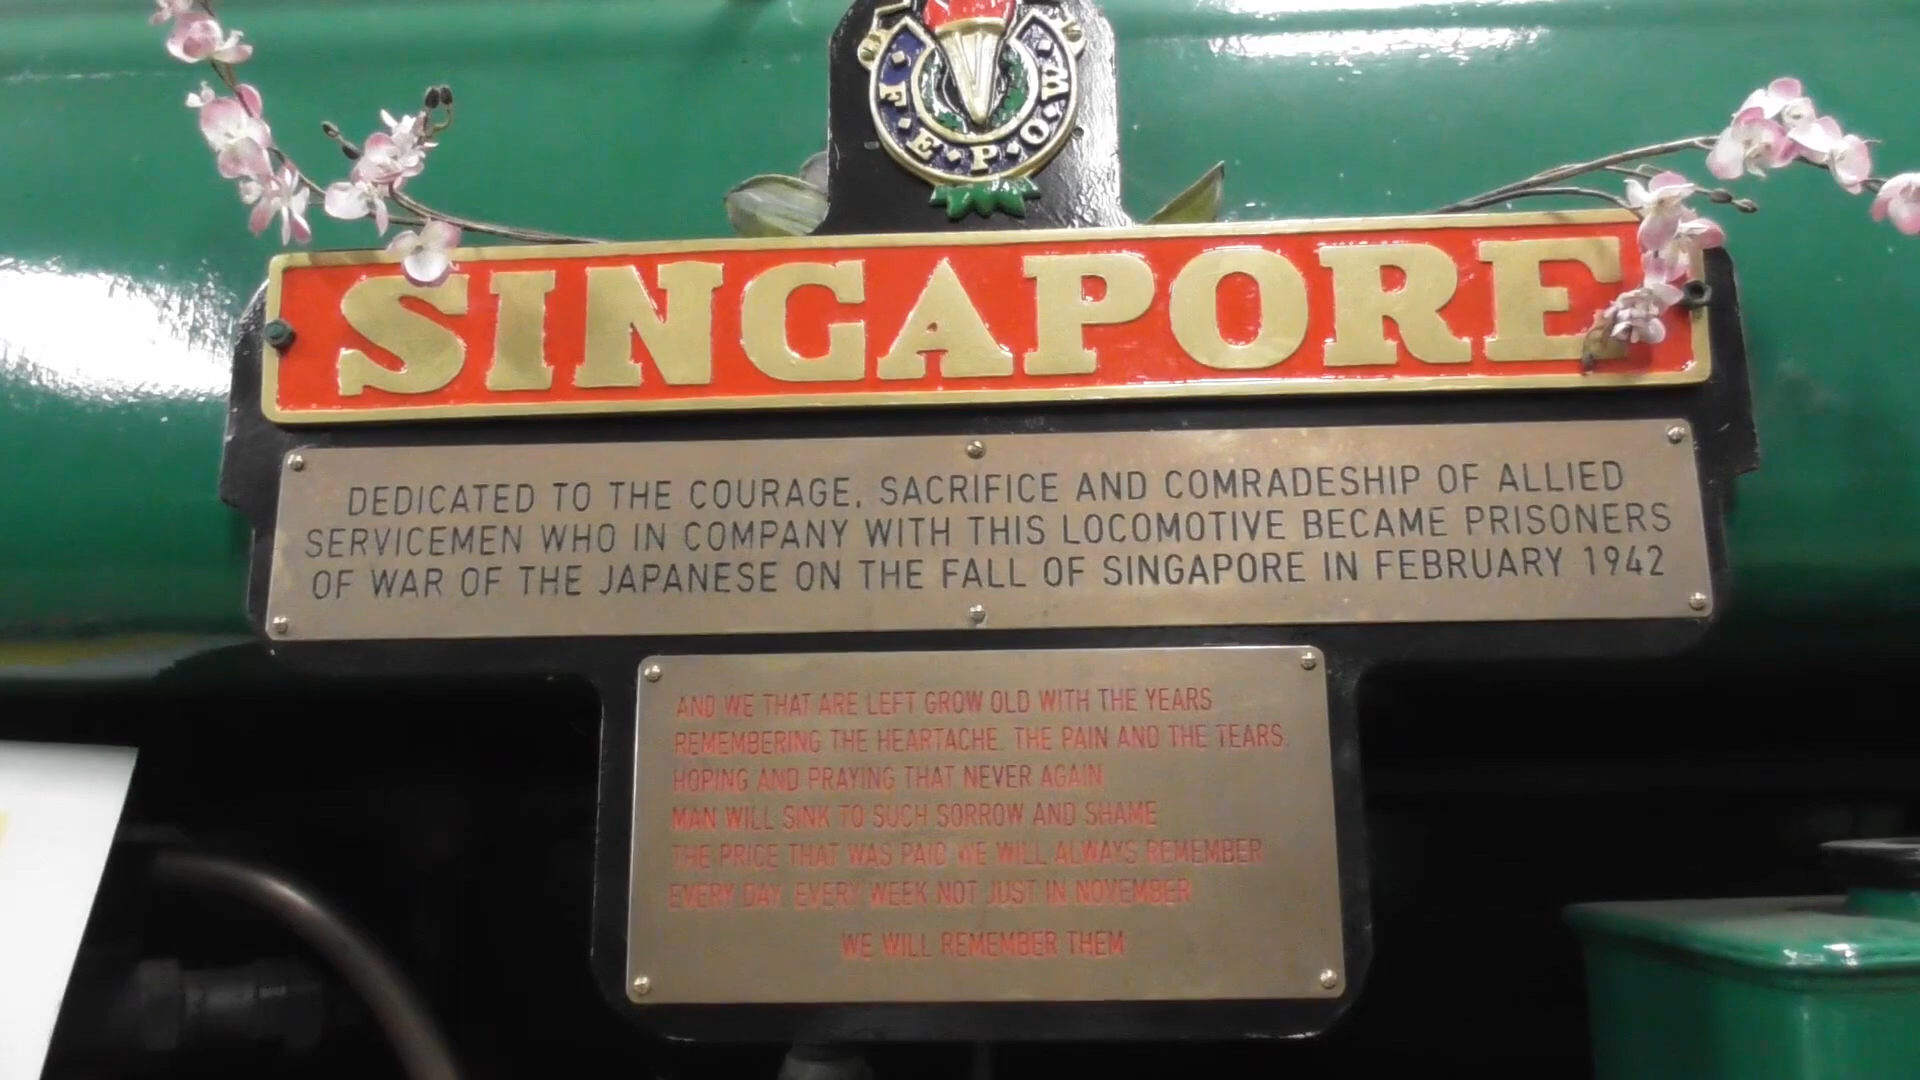 F·E·P·O·W
SINGAPORE
DEDICATED TO THE COURAGE, SACRIFICE AND COMRADESHIP OF ALLIED
SERVICEMEN WHO IN COMPANY WITH THIS LOCOMOTIVE BECAME PRISONERS
OF WAR OF THE JAPANESE ON THE FALL OF SINGAPORE IN FEBRUARY 1942
AND WE THAT ARE LEFT GROW OLD WITH THE YEARS
REMEMBERING THE HEARTACHE, THE PAIN AND THE TEARS
HOPING AND PRAYING THAT NEVER AGAIN
MAN WILL SINK TO SUCH SORROW AND SHAME
THE PRICE THAT WAS PAID WE WILL ALWAYS REMEMBER
EVERY DAY, EVERY WEEK NOT JUST IN NOVEMBER
WE WILL REMEMBER THEM